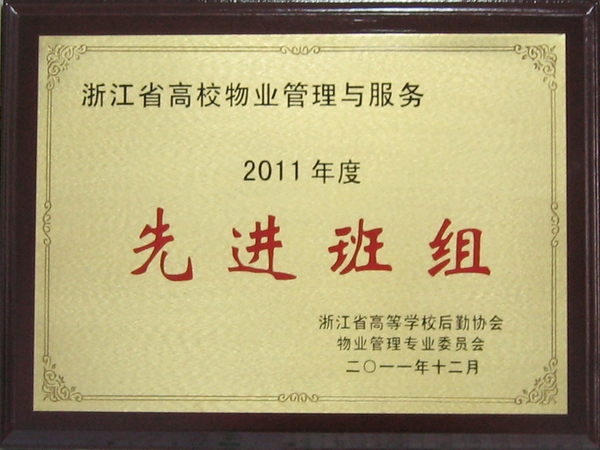 浙江省高校物业管理与服务
2011年度
先进班组
浙江省高等学校后勤协会
物业管理专业委员会
二〇一一年十二月